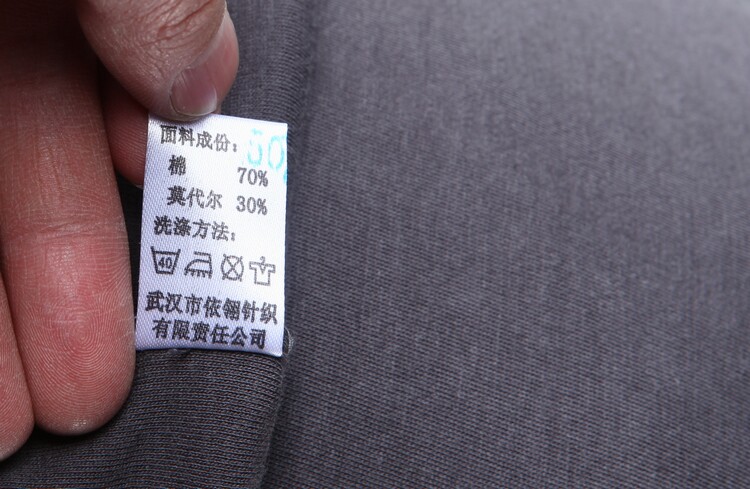 面料成份：
50
棉 70%
莫代尔 30%
洗涤方法：
40
武汉市依翎针织
有限责任公司